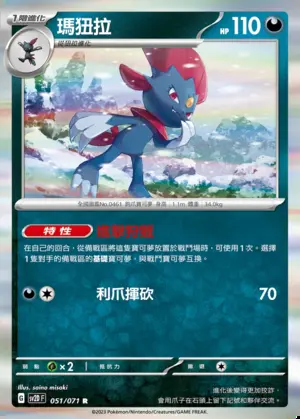 1階進化
瑪狃拉
HP 110
從狃拉進化
全國圖鑑No.0461 鉤爪寶可夢 身高：1.1m 體重：34.0kg
特性
在自己的回合，從備戰區將這隻寶可夢放置於戰鬥場時，可使用1次。選擇
1隻對手的備戰區的基礎寶可夢，與戰鬥寶可夢互換。
利爪揮砍 70
弱點 ×2 抵抗力 撤退
Illus. saino misaki
G SV2D F 051/071 R
進化後變得更加狡猾。
會用爪子在石頭上留下記號和夥伴交流。
©2023 Pokémon/Nintendo/Creatures/GAME FREAK.